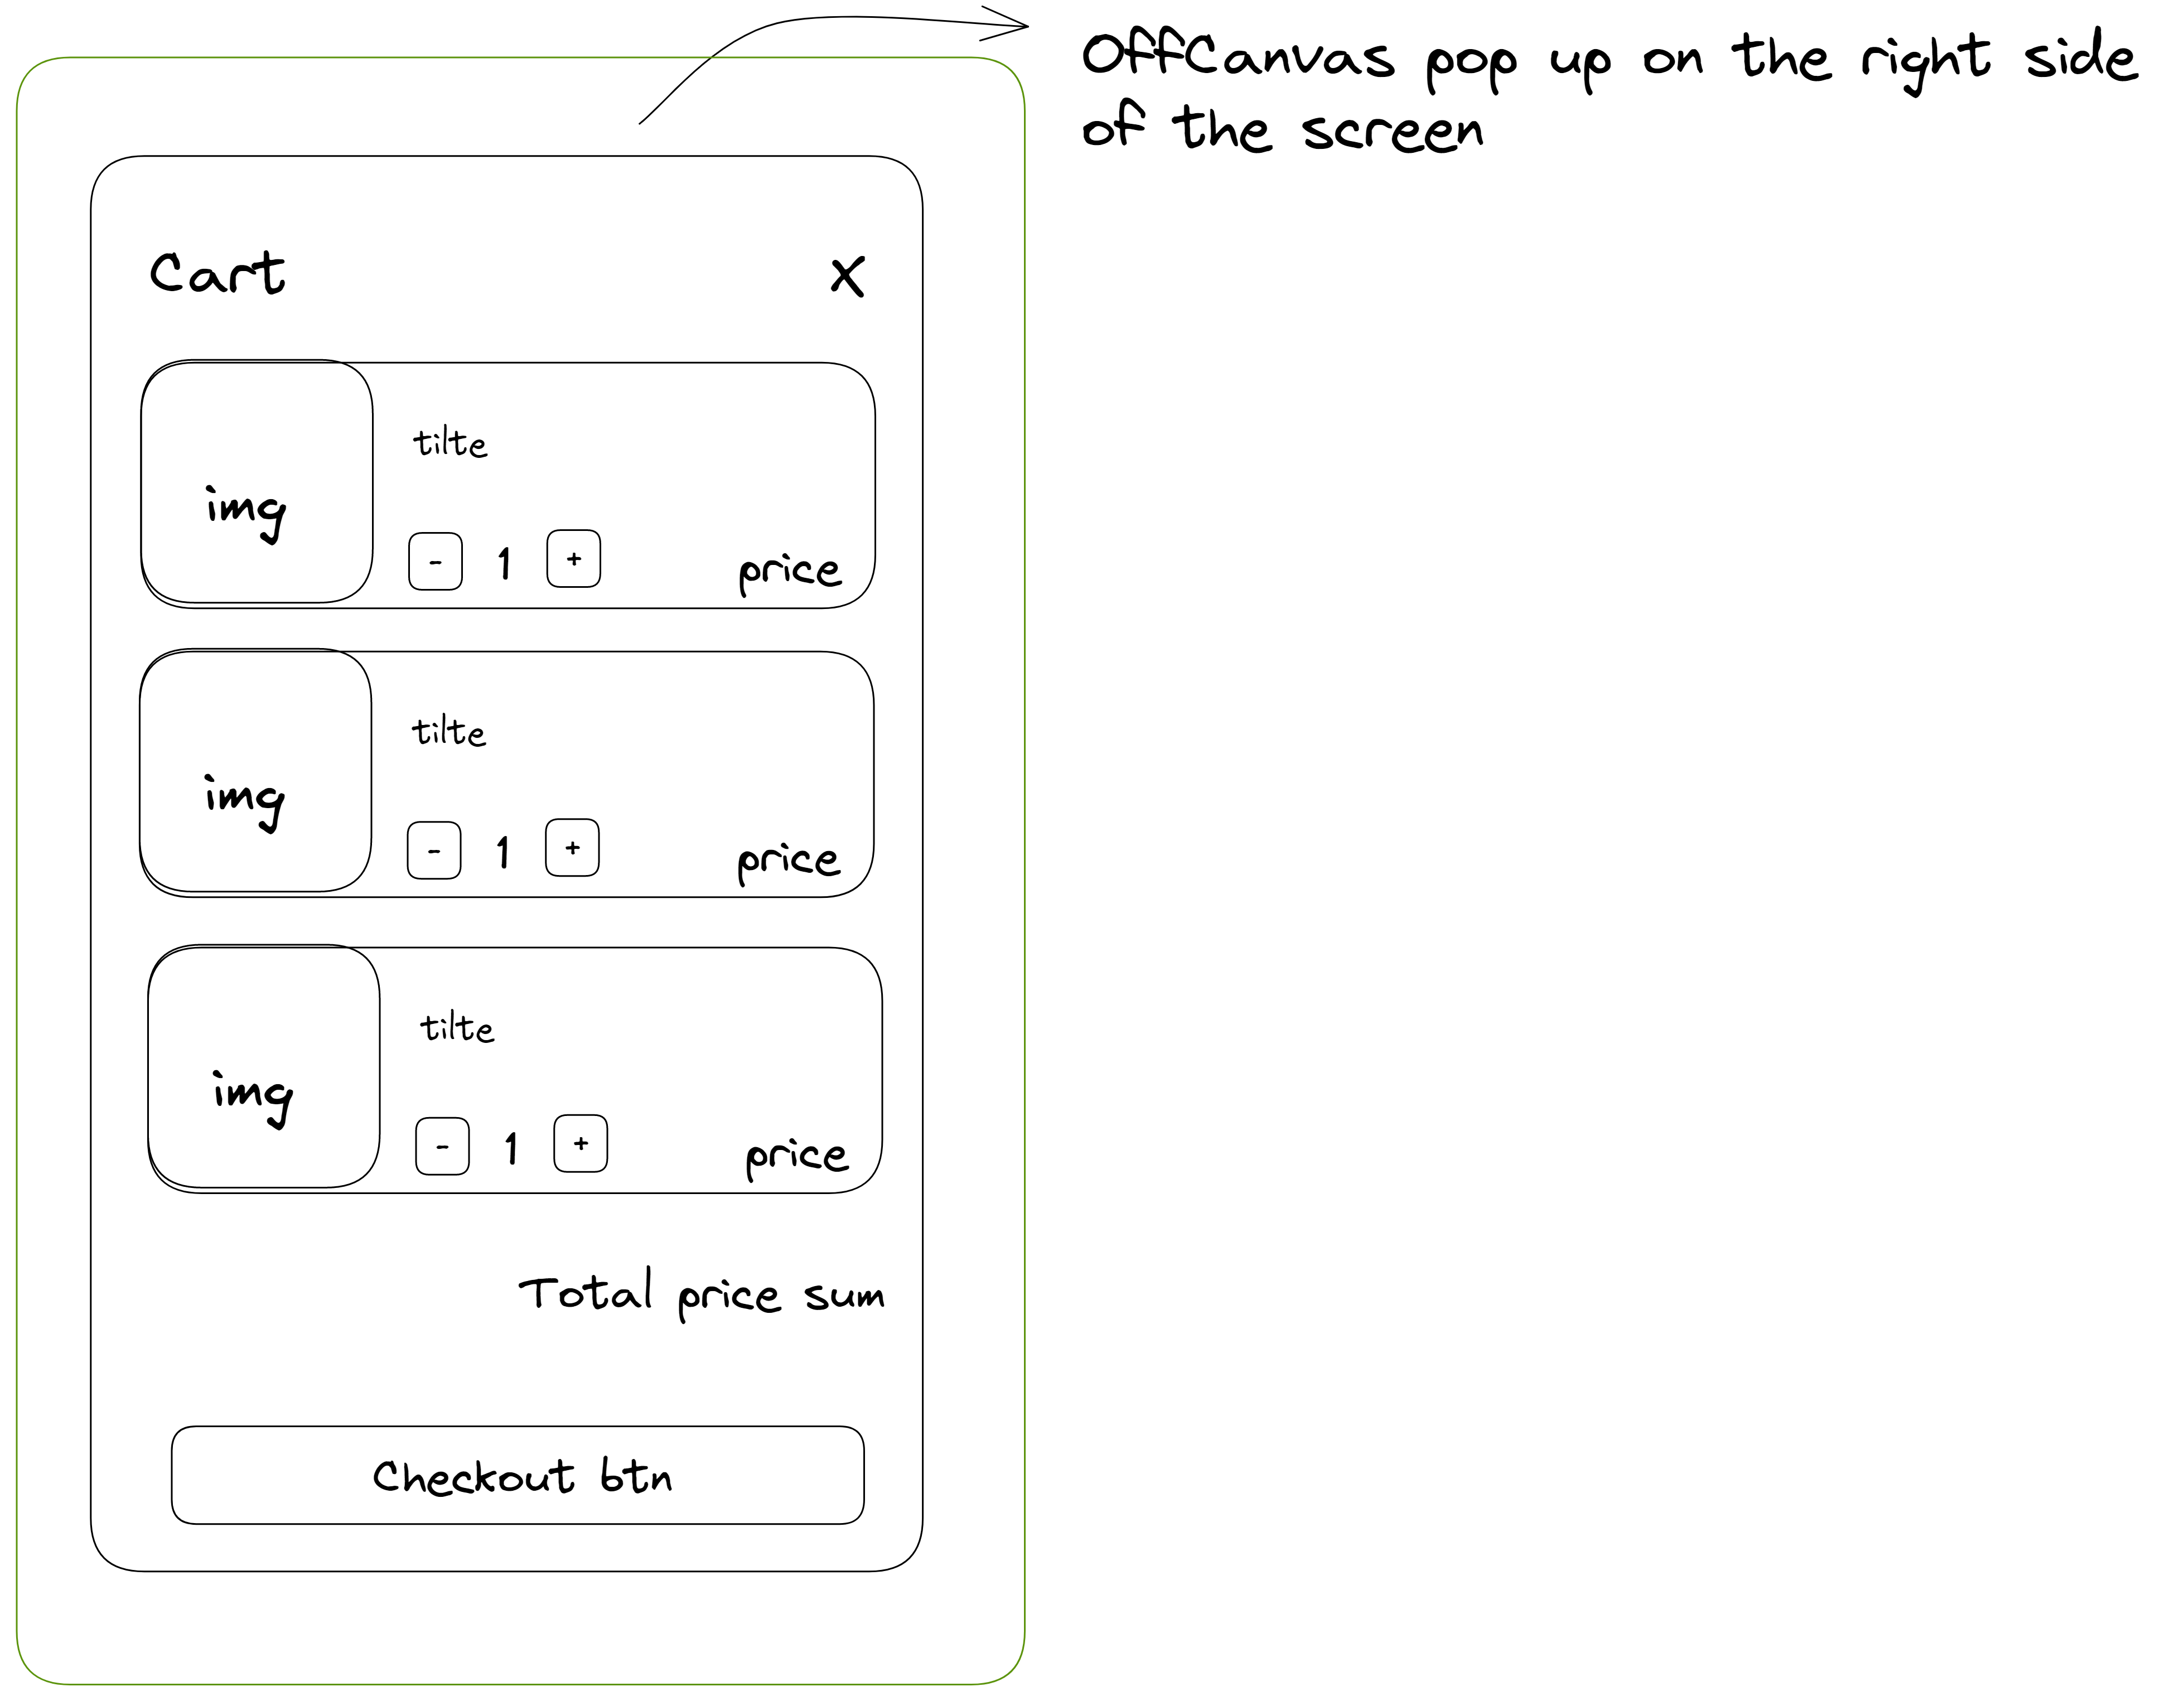 OffCanvas pop up on the right side
of the screen
Cart X
tilte
img
- 1 + price
tilte
img
- 1 + price
tilte
img
- 1 + price
Total price sum
Checkout btn